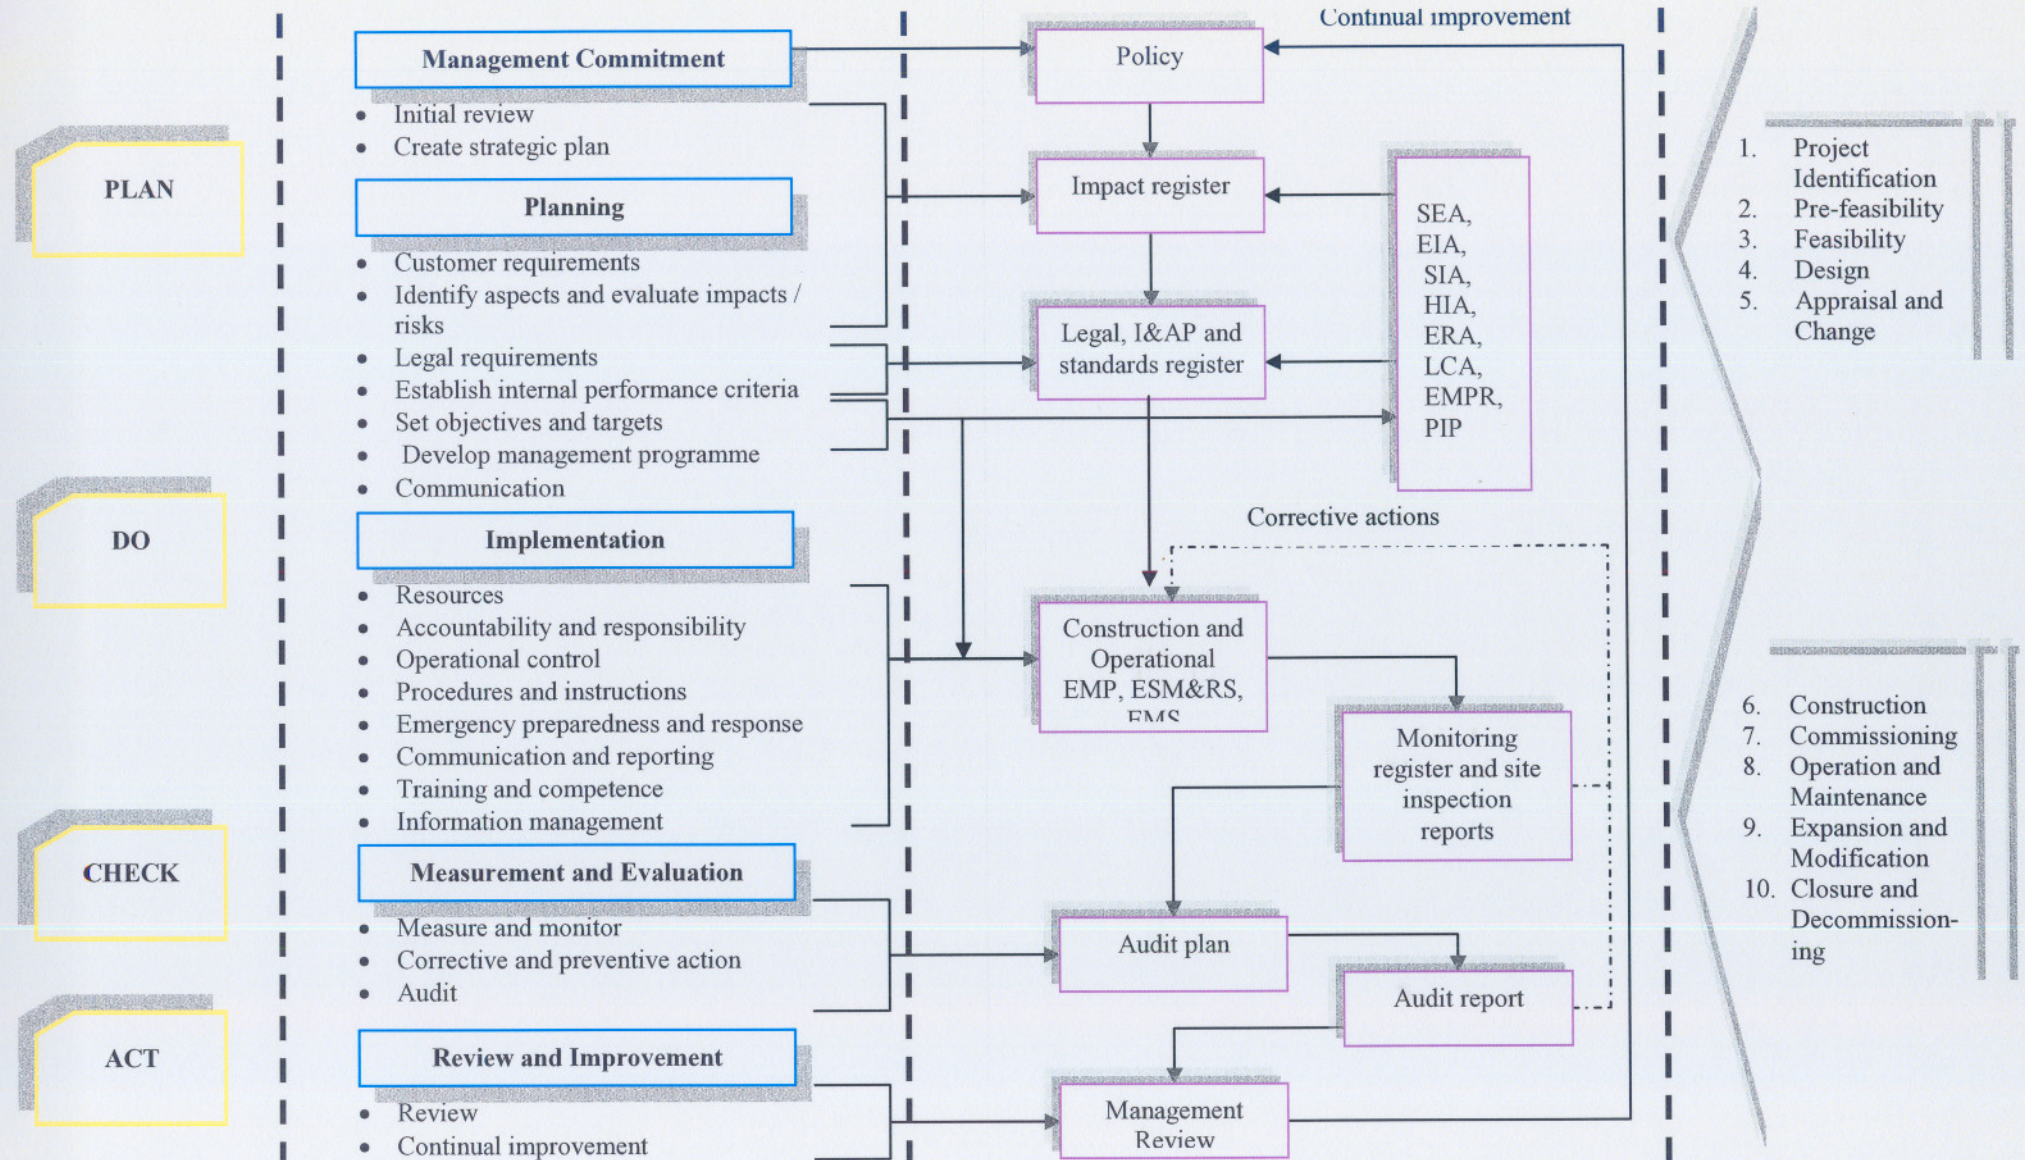 PLAN
DO
CHECK
ACT
Management Commitment
• Initial review
• Create strategic plan
Planning
• Customer requirements
• Identify aspects and evaluate impacts /
risks
• Legal requirements
• Establish internal performance criteria
• Set objectives and targets
• Develop management programme
• Communication
Implementation
• Resources
• Accountability and responsibility
• Operational control
• Procedures and instructions
• Emergency preparedness and response
• Communication and reporting
• Training and competence
• Information management
Measurement and Evaluation
• Measure and monitor
• Corrective and preventive action
• Audit
Review and Improvement
• Review
• Continual improvement
Continual improvement
Policy
Impact register
Legal, I&AP and
standards register
SEA,
EIA,
SIA,
HIA,
ERA,
LCA,
EMPR,
PIP
Corrective actions
Construction and
Operational
EMP, ESM&RS,
EMS
Monitoring
register and site
inspection
reports
Audit plan
Audit report
Management
Review
1. Project
Identification
2. Pre-feasibility
3. Feasibility
4. Design
5. Appraisal and
Change
6. Construction
7. Commissioning
8. Operation and
Maintenance
9. Expansion and
Modification
10. Closure and
Decommission-
ing